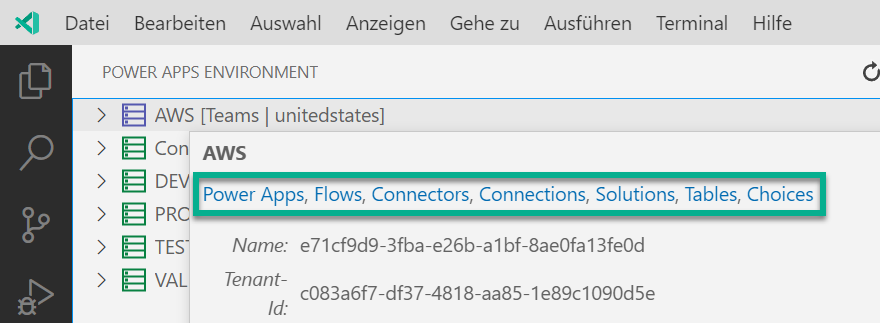 Datei Bearbeiten Anzeigen Gehe zu Ausführen Terminal Hilfe
POWER APPS ENVIRONMENT
AWS [Teams | unitedstates]
Con
DEV
PRO
TEST
VAL
AWS
Power Apps, Flows, Connectors, Connections, Solutions, Tables, Choices
Name: e71cf9d9-3fba-e26b-a1bf-8ae0fa13fe0d
Tenant-
Id: c083a6f7-df37-4818-aa85-1e89c1090d5e